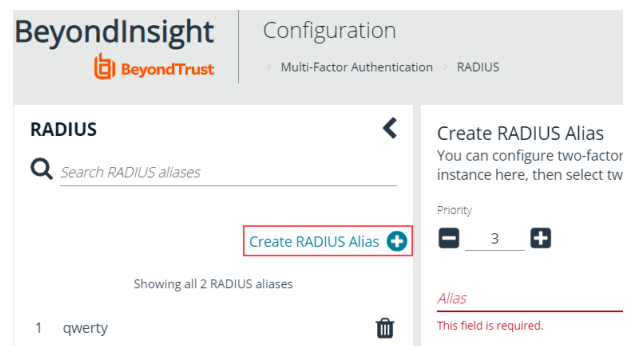 BeyondInsight
BeyondTrust
Configuration
Multi-Factor Authentication > RADIUS
RADIUS
Search RADIUS aliases
Create RADIUS Alias
Showing all 2 RADIUS aliases
1 qwerty
Create RADIUS Alias
You can configure two-factor
instance here, then select tw
Priority
3
Alias
This field is required.